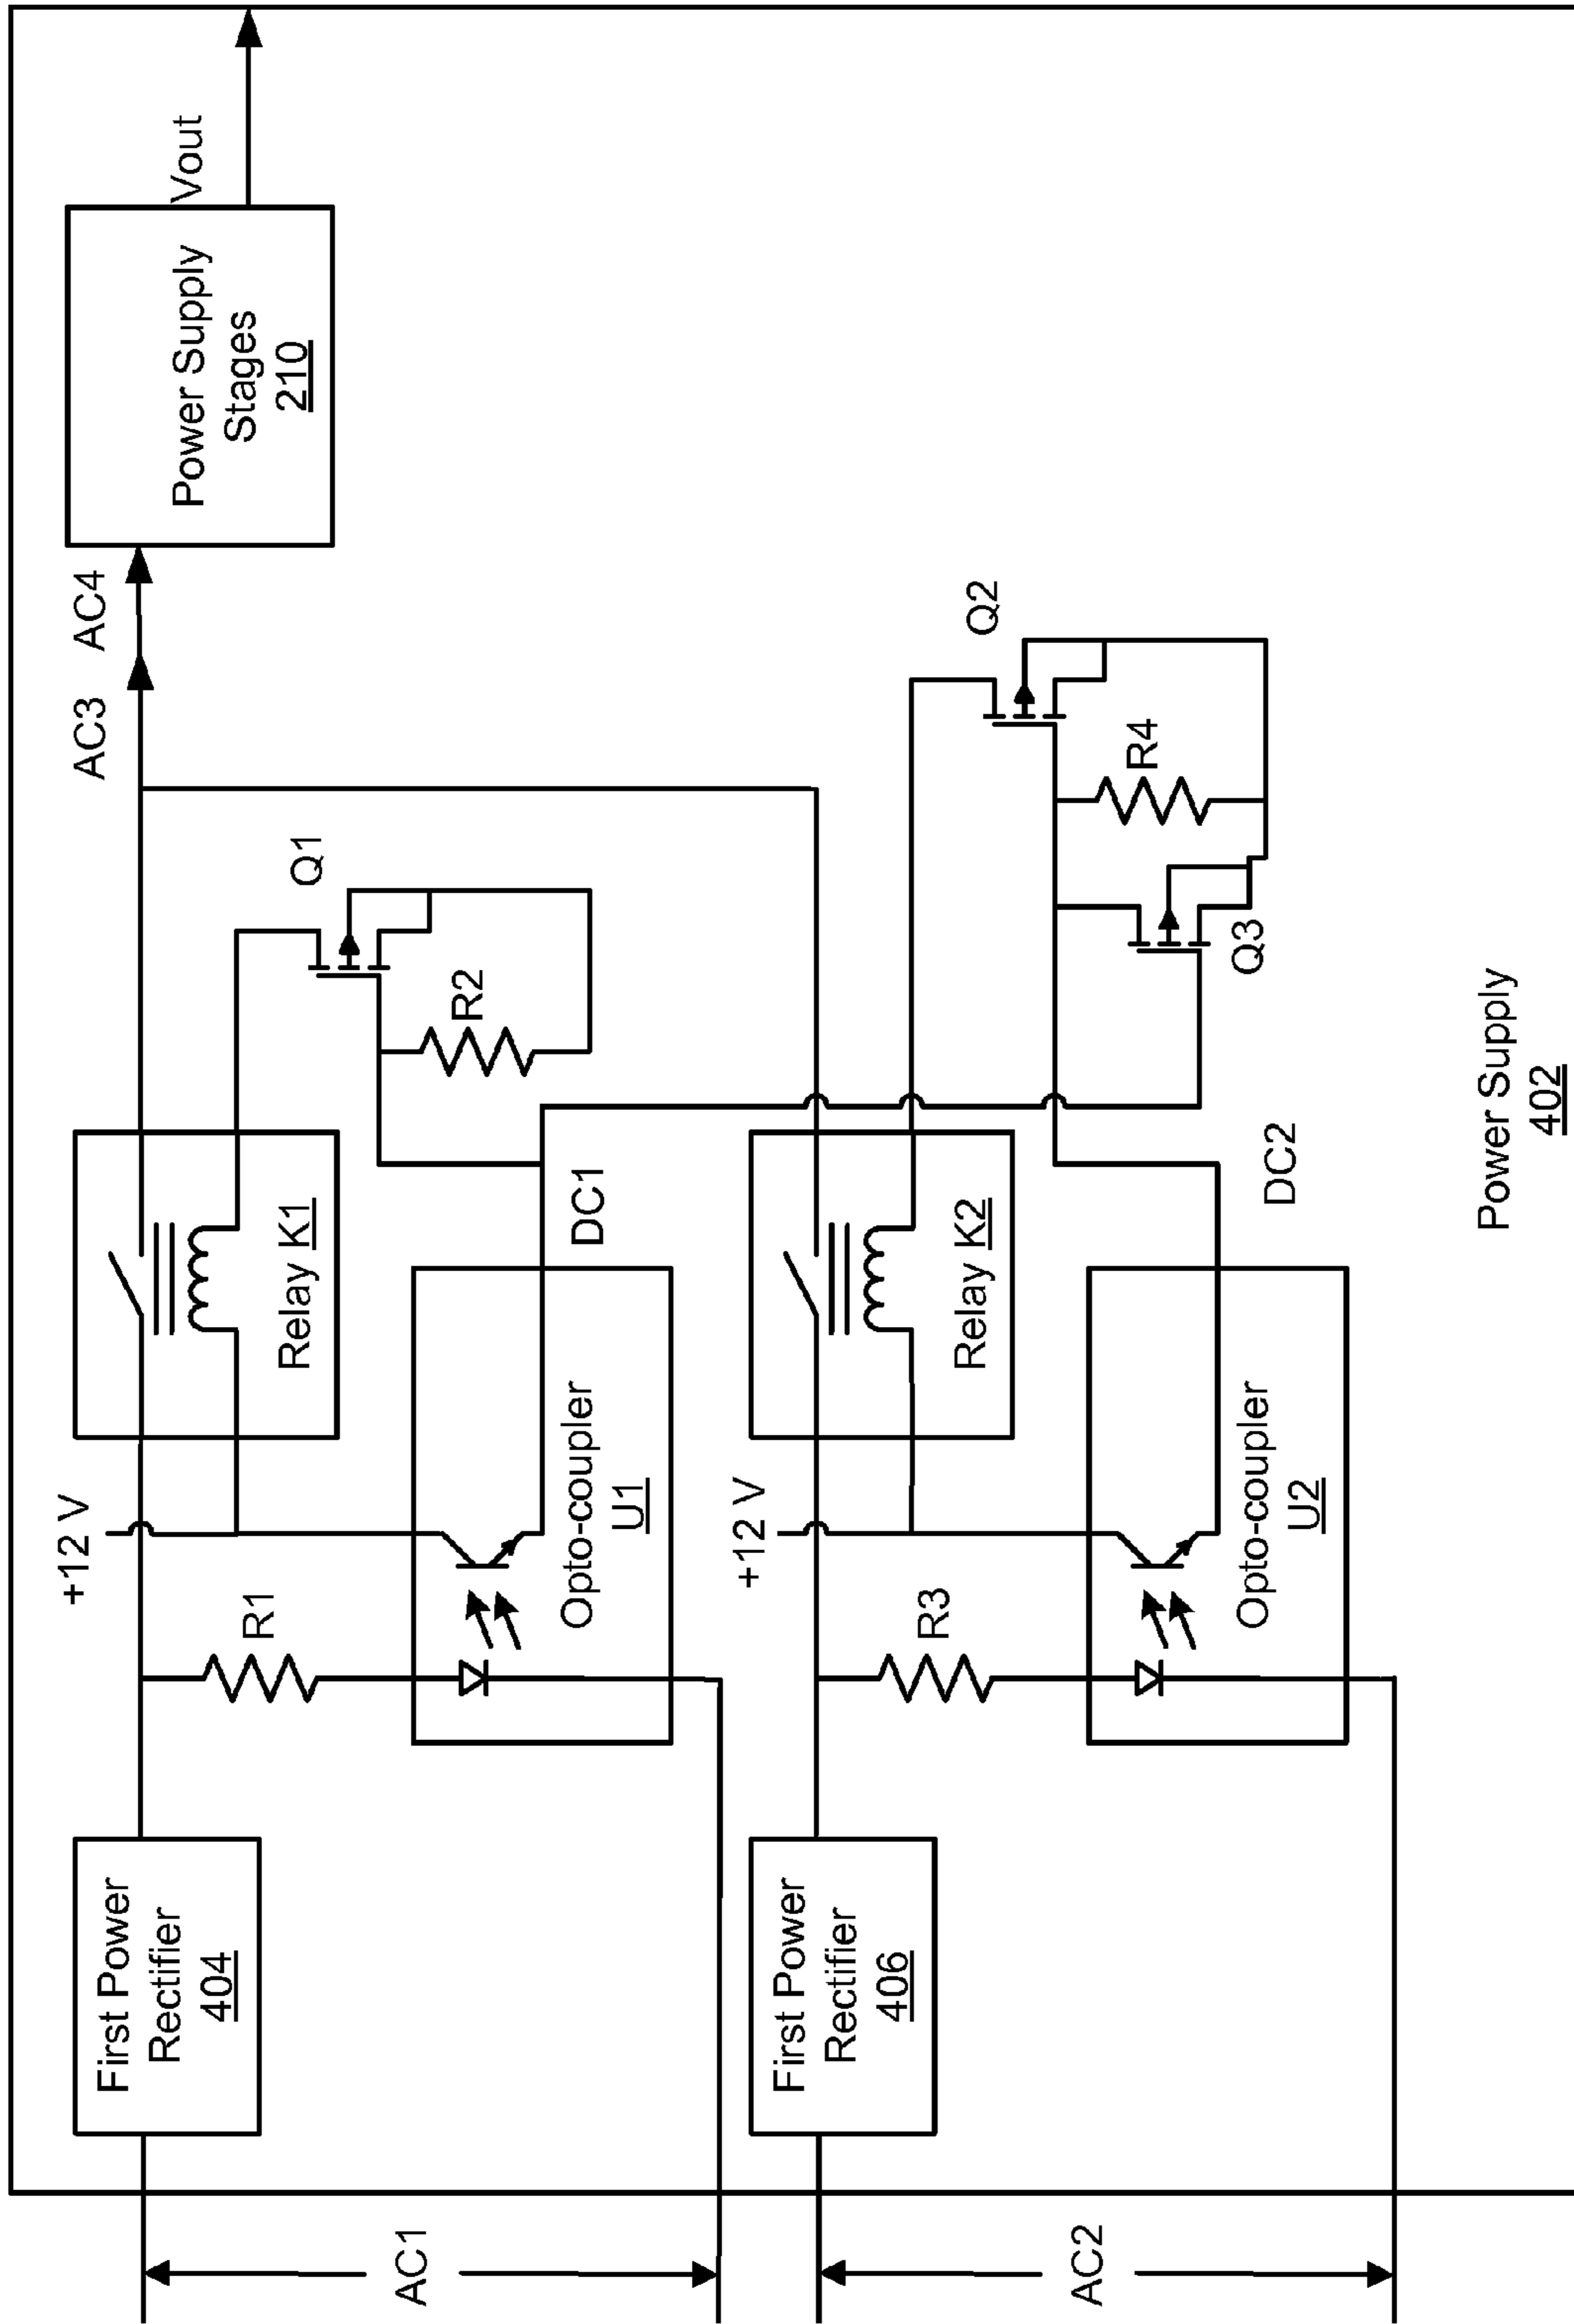 AC1
First Power
Rectifier
404
R1
+12 V
Relay K1
Opto-coupler
U1
DC1
R2
Q1
AC3
AC4
Power Supply
Stages
210
Vout
AC2
First Power
Rectifier
406
R3
+12 V
Relay K2
Opto-coupler
U2
DC2
Q3
R4
Q2
Power Supply
402